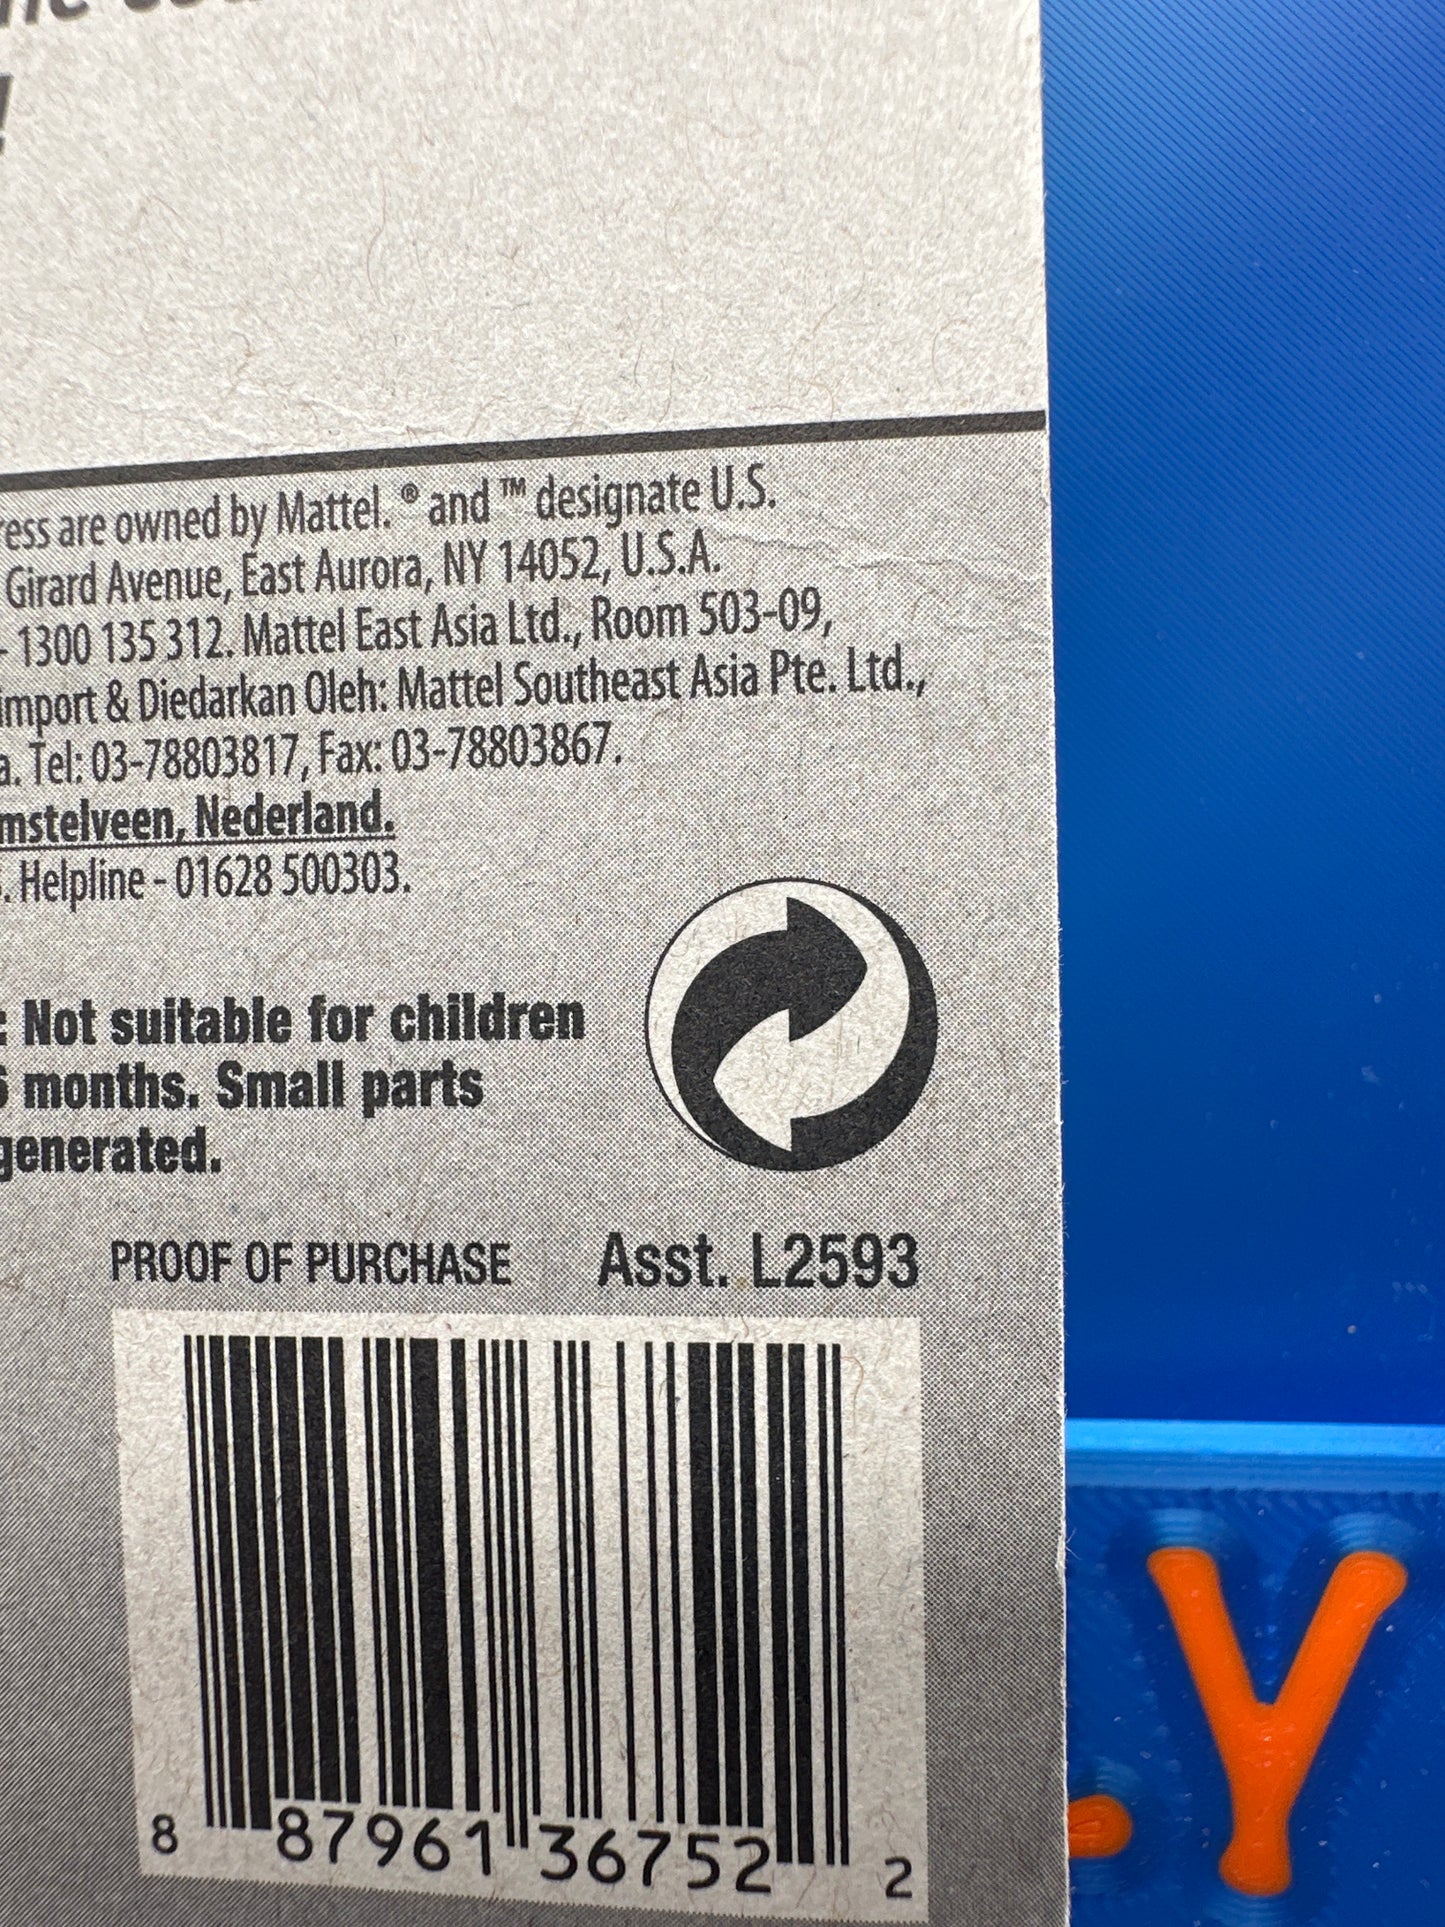 !
are owned by Mattel. ® and ™ designate U.S.
Girard Avenue, East Aurora, NY 14052, U.S.A.
- 1300 135 312. Mattel East Asia Ltd., Room 503-09,
import & Diedarkan Oleh: Mattel Southeast Asia Pte. Ltd.,
a. Tel: 03-78803817, Fax: 03-78803867.
mstelveen, Nederland.
. Helpline - 01628 500303.
: Not suitable for children
6 months. Small parts
generated.
PROOF OF PURCHASE Asst. L2593
8 87961 36752 2
Y